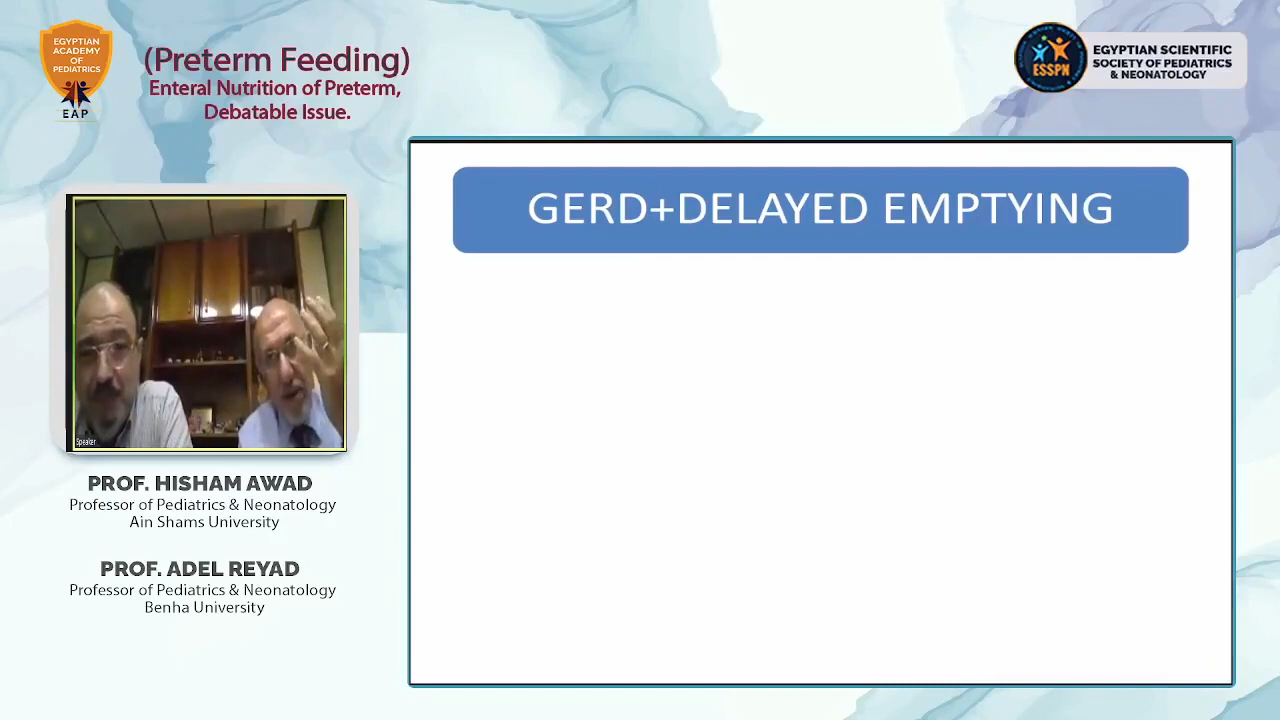 EGYPTIAN
ACADEMY
OF
PEDIATRICS
EAP
(Preterm Feeding)
Enteral Nutrition of Preterm,
Debatable Issue.
ESSPN
EGYPTIAN SCIENTIFIC
SOCIETY OF PEDIATRICS
& NEONATOLOGY
GERD+DELAYED EMPTYING
Speaker
PROF. HISHAM AWAD
Professor of Pediatrics & Neonatology
Ain Shams University
PROF. ADEL REYAD
Professor of Pediatrics & Neonatology
Benha University